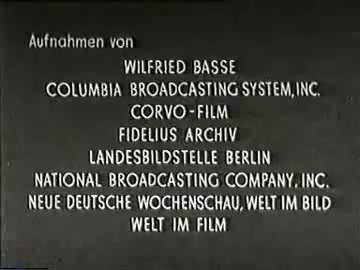 Aufnahmen von
WILFRIED BASSE
COLUMBIA BROADCASTING SYSTEM, INC.
CORVO-FILM
FIDELIUS ARCHIV
LANDESBILDSTELLE BERLIN
NATIONAL BROADCASTING COMPANY, INC.
NEUE DEUTSCHE WOCHENSCHAU, WELT IM BILD
WELT IM FILM